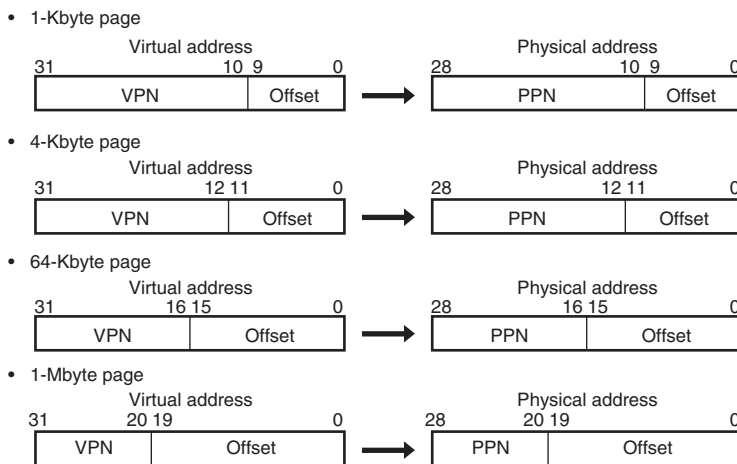 • 1-Kbyte page
Virtual address Physical address
31 10 9 0 28 10 9 0
VPN Offset PPN Offset
• 4-Kbyte page
Virtual address Physical address
31 12 11 0 28 12 11 0
VPN Offset PPN Offset
• 64-Kbyte page
Virtual address Physical address
31 16 15 0 28 16 15 0
VPN Offset PPN Offset
• 1-Mbyte page
Virtual address Physical address
31 20 19 0 28 20 19 0
VPN Offset PPN Offset